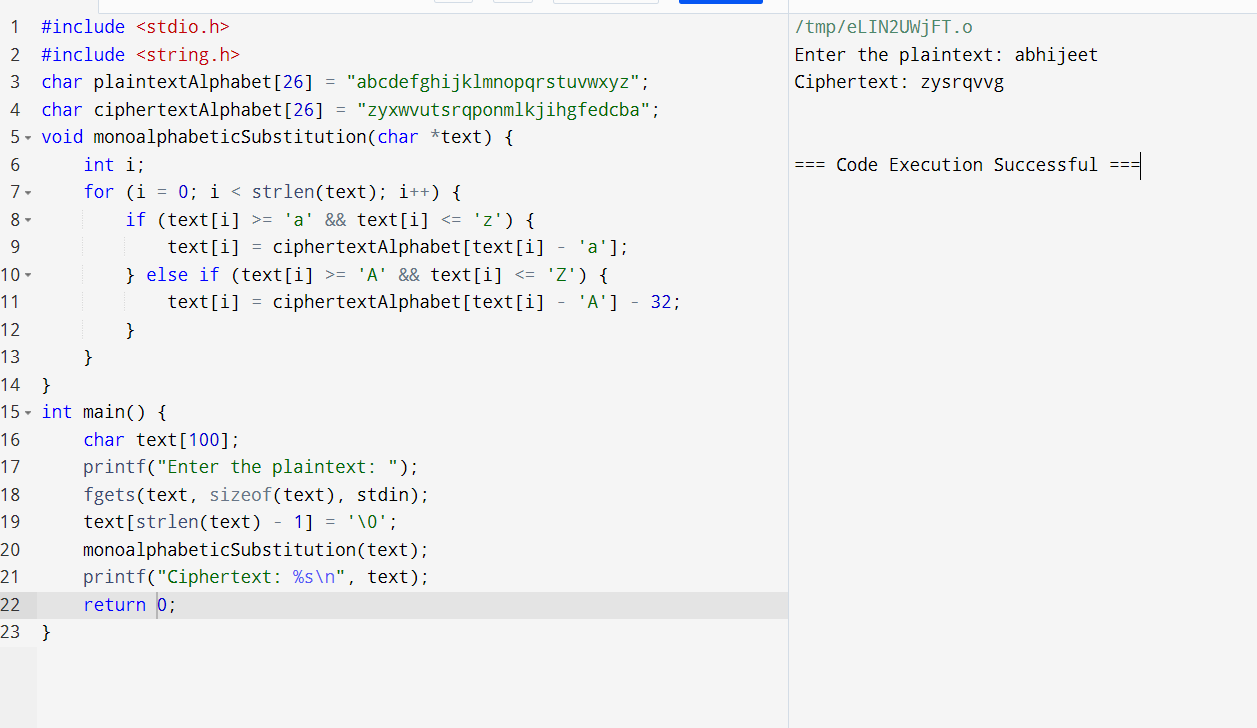 1 #include <stdio.h>
2 #include <string.h>
3 char plaintextAlphabet[26] = "abcdefghijklmnopqrstuvwxyz";
4 char ciphertextAlphabet[26] = "zyxwvutsrqponmlkjihgfedcba";
5 void monoalphabeticSubstitution(char *text) {
6     int i;
7     for (i = 0; i < strlen(text); i++) {
8         if (text[i] >= 'a' && text[i] <= 'z') {
9             text[i] = ciphertextAlphabet[text[i] - 'a'];
10         } else if (text[i] >= 'A' && text[i] <= 'Z') {
11             text[i] = ciphertextAlphabet[text[i] - 'A'] - 32;
12         }
13     }
14 }
15 int main() {
16     char text[100];
17     printf("Enter the plaintext: ");
18     fgets(text, sizeof(text), stdin);
19     text[strlen(text) - 1] = '\0';
20     monoalphabeticSubstitution(text);
21     printf("Ciphertext: %s\n", text);
22     return 0;
23 }
/tmp/eLIN2UWjFT.o
Enter the plaintext: abhijeet
Ciphertext: zysrqvvg
=== Code Execution Successful ===